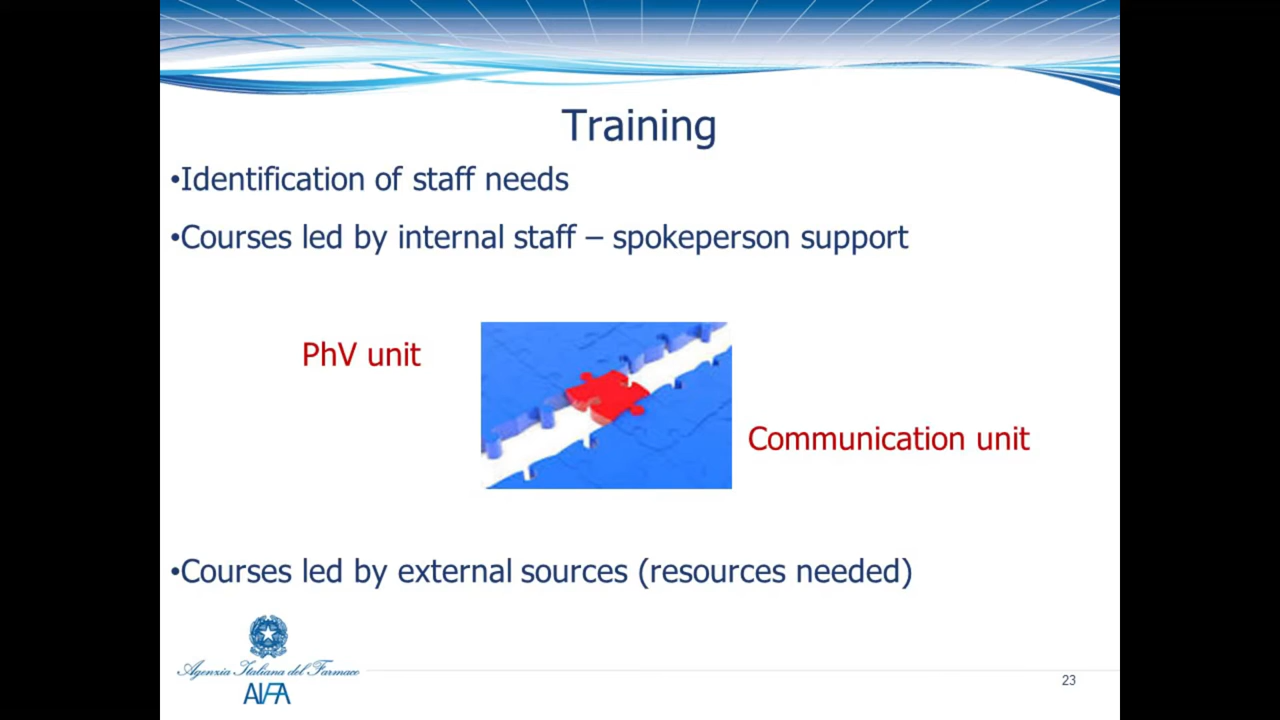 Training
•Identification of staff needs
•Courses led by internal staff – spokeperson support
PhV unit
Communication unit
•Courses led by external sources (resources needed)
Agenzia Italiana del Farmaco
AIFA
23